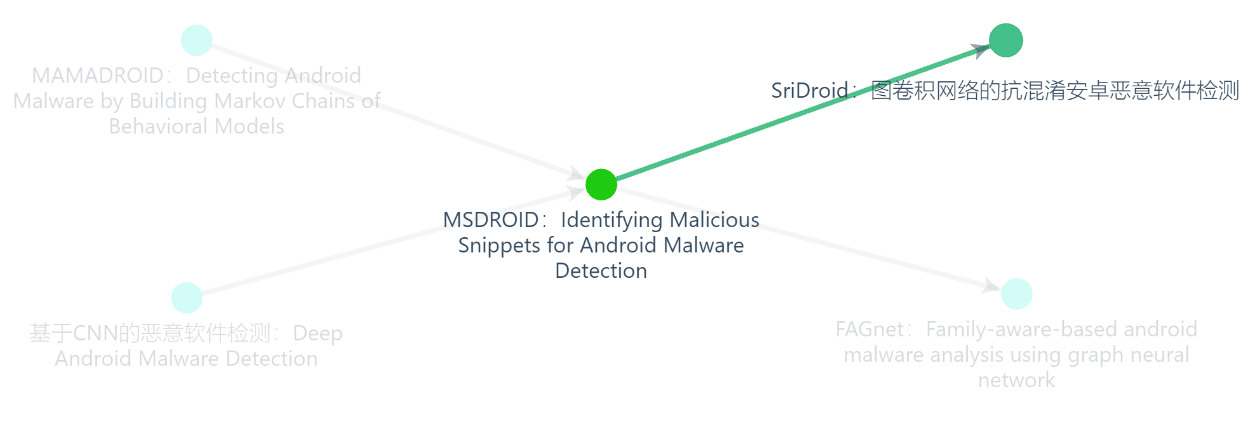 MAMADROID：Detecting Android
Malware by Building Markov Chains of
Behavioral Models
SriDroid：图卷积网络的抗混淆安卓恶意软件检测
MSDROID：Identifying Malicious
Snippets for Android Malware
Detection
基于CNN的恶意软件检测：Deep
Android Malware Detection
FAGnet：Family-aware-based android
malware analysis using graph neural
network